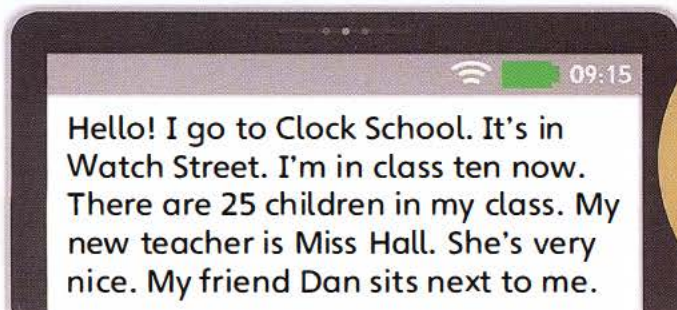 09:15
Hello! I go to Clock School. It's in
Watch Street. I'm in class ten now.
There are 25 children in my class. My
new teacher is Miss Hall. She's very
nice. My friend Dan sits next to me.